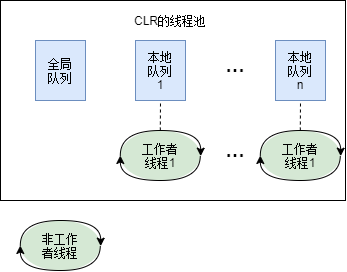 CLR的线程池
全局
队列
本地
队列
1
...
本地
队列
n
工作者
线程1
...
工作者
线程1
非工作
者线程